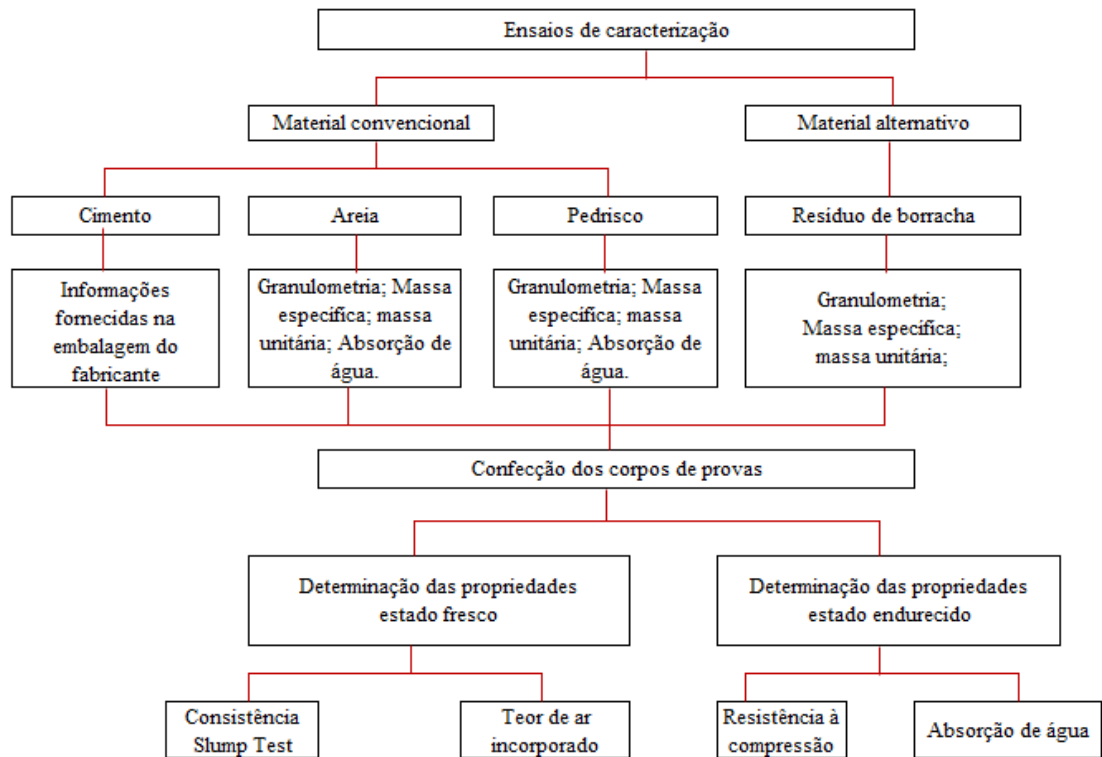 Ensaios de caracterização
Material convencional
Material alternativo
Cimento
Areia
Pedrisco
Resíduo de borracha
Informações
fornecidas na
embalagem do
fabricante
Granulometria; Massa
específica; massa
unitária; Absorção de
água.
Granulometria; Massa
específica; massa
unitária; Absorção de
água.
Granulometria;
Massa específica;
massa unitária;
Confecção dos corpos de provas
Determinação das propriedades
estado fresco
Determinação das propriedades
estado endurecido
Consistência
Slump Test
Teor de ar
incorporado
Resistência à
compressão
Absorção de água